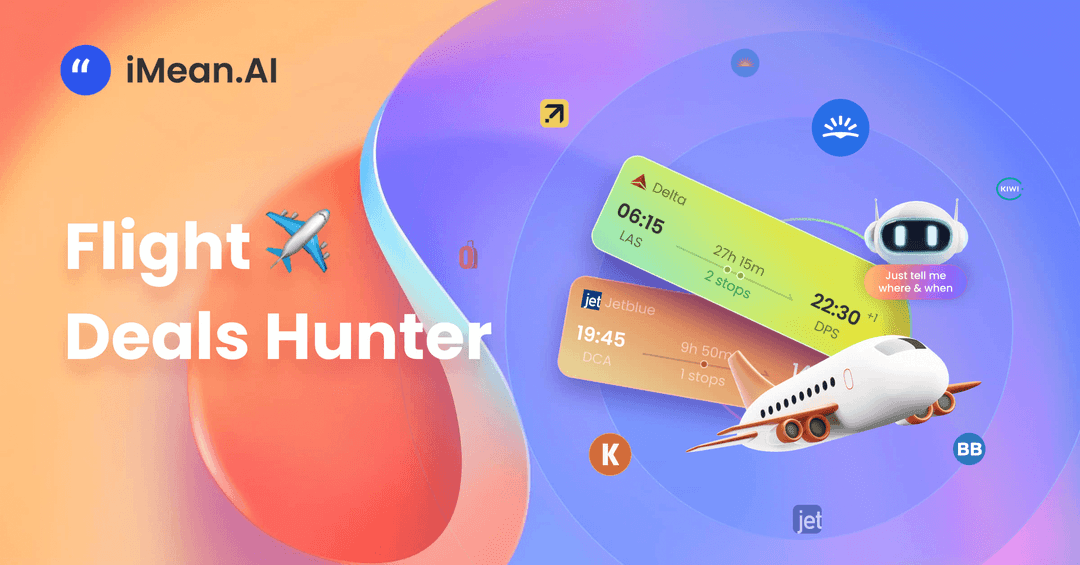 iMean.AI
Flight
Deals Hunter
KIWI
Delta
06:15
LAS
27h 15m
2 stops
22:30 +1
DPS
Just tell me
where & when
jet Jetblue
19:45
DCA
9h 50m
1 stops
K
BB
jet